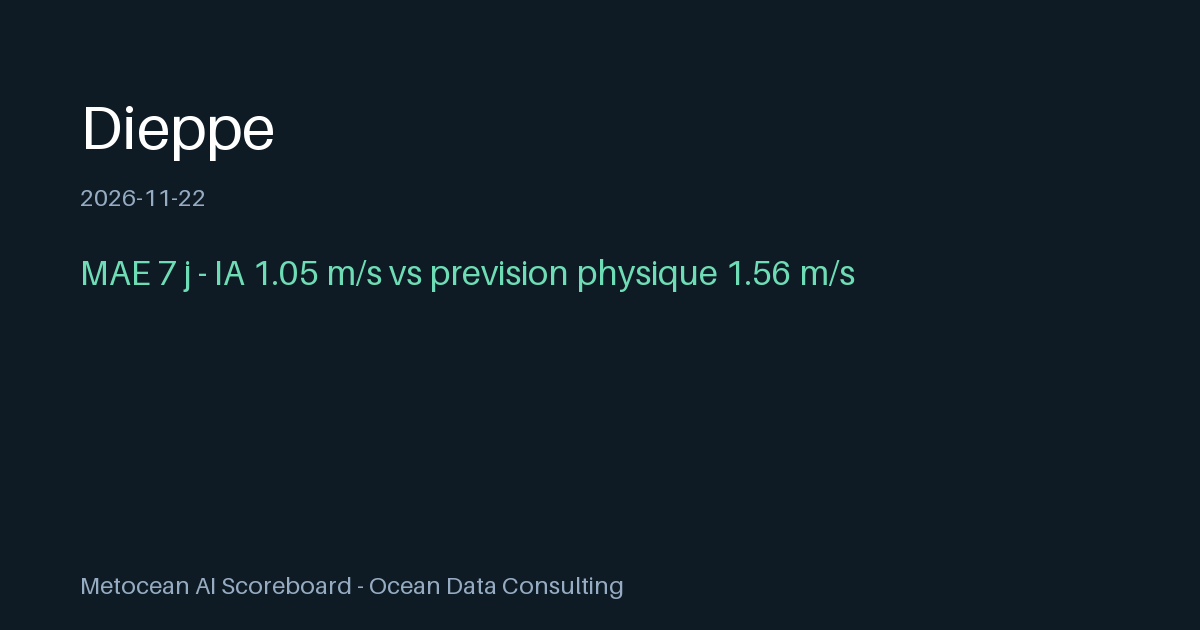 Dieppe
2026-11-22
MAE 7 j - IA 1.05 m/s vs prevision physique 1.56 m/s
Metocean AI Scoreboard - Ocean Data Consulting